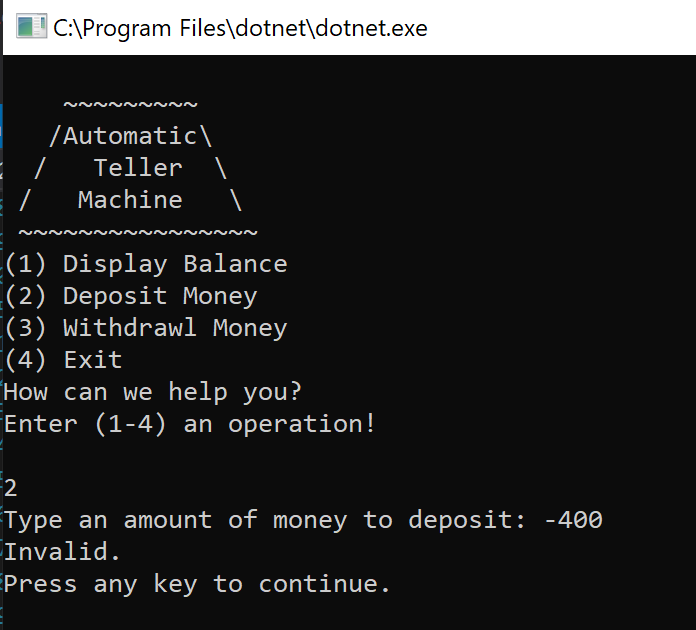 C:\Program Files\dotnet\dotnet.exe
~~~~~~~~~
/Automatic\
/   Teller  \
/   Machine   \
~~~~~~~~~~~~~~~~
(1) Display Balance
(2) Deposit Money
(3) Withdrawl Money
(4) Exit
How can we help you?
Enter (1-4) an operation!
2
Type an amount of money to deposit: -400
Invalid.
Press any key to continue.